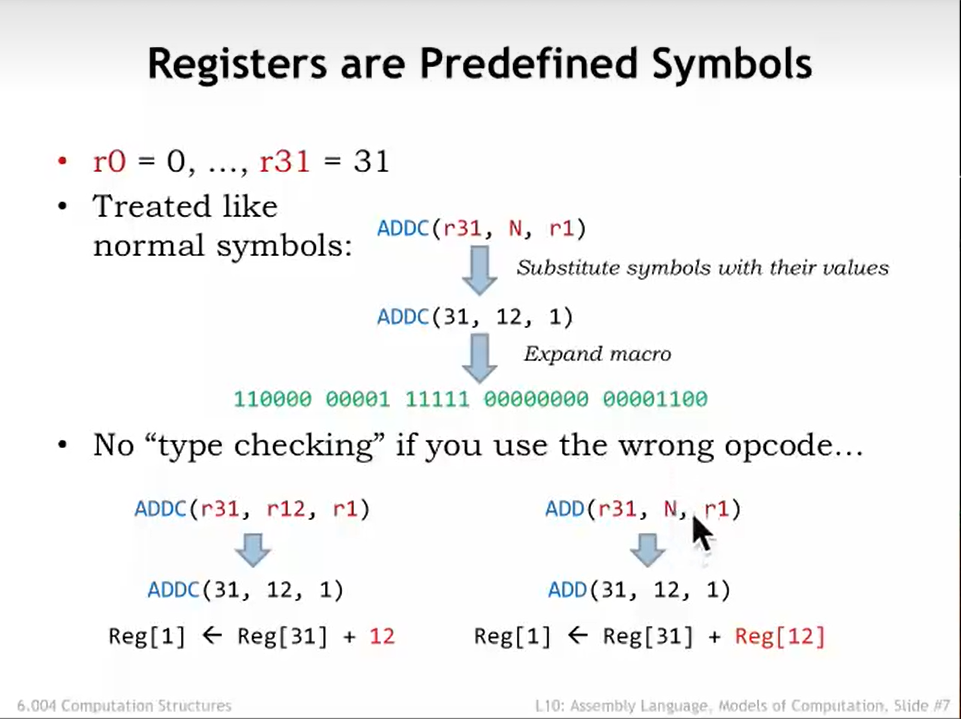 Registers are Predefined Symbols
• r0 = 0, …, r31 = 31
• Treated like
normal symbols:
ADDC(r31, N, r1)
Substitute symbols with their values
ADDC(31, 12, 1)
Expand macro
110000 00001 11111 00000000 00001100
• No “type checking” if you use the wrong opcode…
ADDC(r31, r12, r1)
ADD(r31, N, r1)
ADDC(31, 12, 1)
ADD(31, 12, 1)
Reg[1] ← Reg[31] + 12
Reg[1] ← Reg[31] + Reg[12]
6.004 Computation Structures
L10: Assembly Language, Models of Computation, Slide #7